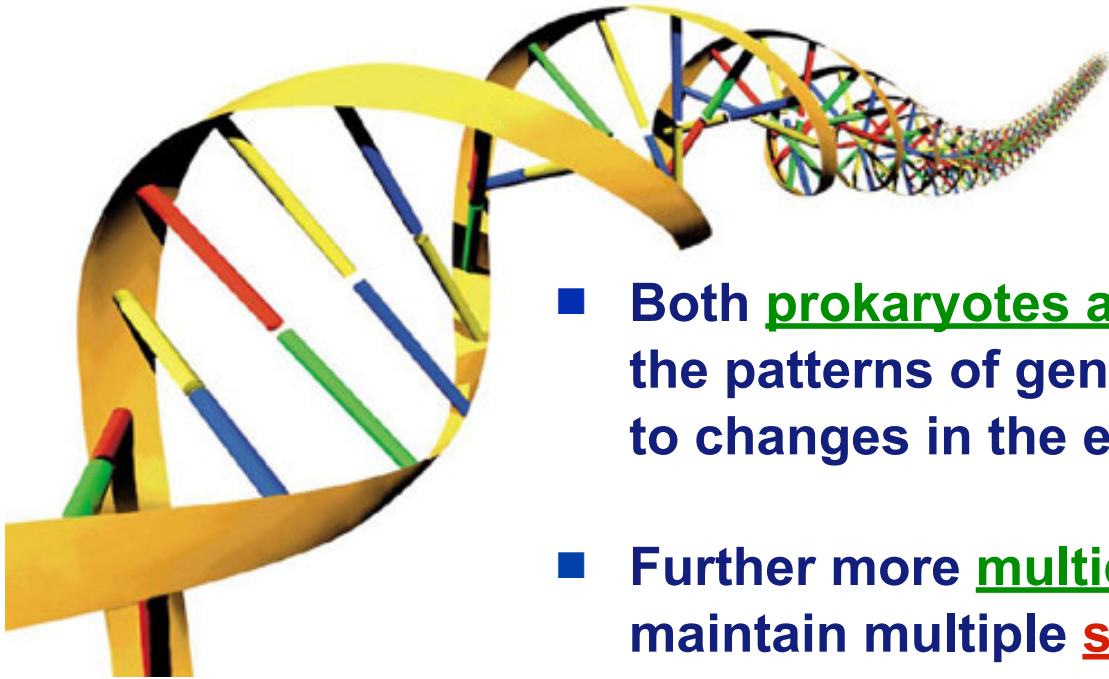 Both prokaryotes a
the patterns of gen
to changes in the e
Further more multi
maintain multiple s